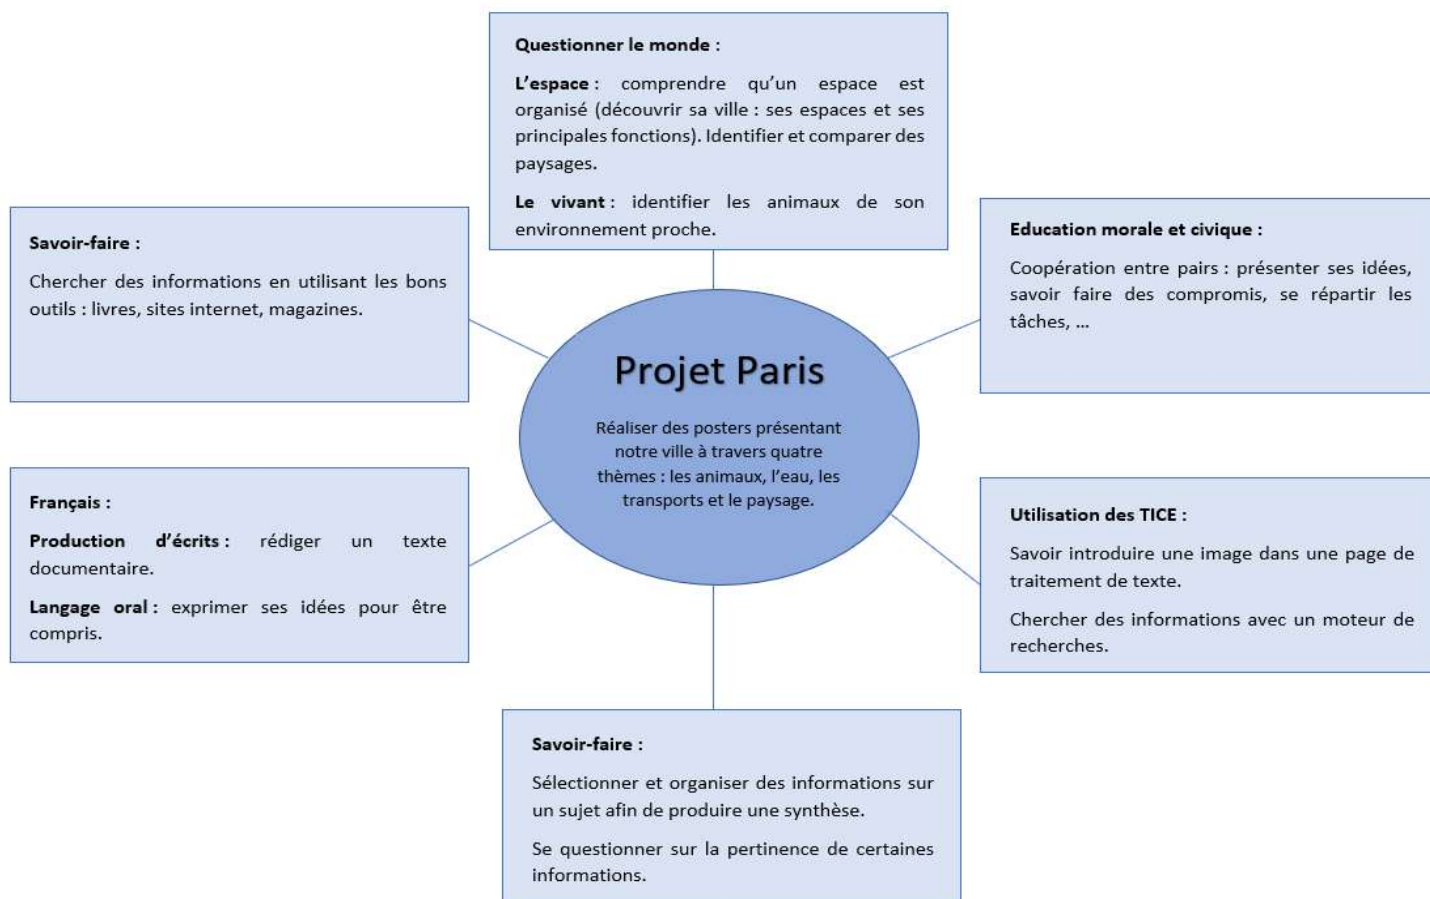 Questionner le monde :
L'espace : comprendre qu'un espace est
organisé (découvrir sa ville : ses espaces et ses
principales fonctions). Identifier et comparer des
paysages.
Le vivant : identifier les animaux de son
environnement proche.
Savoir-faire :
Chercher des informations en utilisant les bons
outils : livres, sites internet, magazines.
Education morale et civique :
Coopération entre pairs : présenter ses idées,
savoir faire des compromis, se répartir les
tâches, ...
Projet Paris
Réaliser des posters présentant
notre ville à travers quatre
thèmes : les animaux, l'eau, les
transports et le paysage.
Français :
Production d'écrits : rédiger un texte
documentaire.
Langage oral : exprimer ses idées pour être
compris.
Utilisation des TICE :
Savoir introduire une image dans une page de
traitement de texte.
Chercher des informations avec un moteur de
recherches.
Savoir-faire :
Sélectionner et organiser des informations sur
un sujet afin de produire une synthèse.
Se questionner sur la pertinence de certaines
informations.